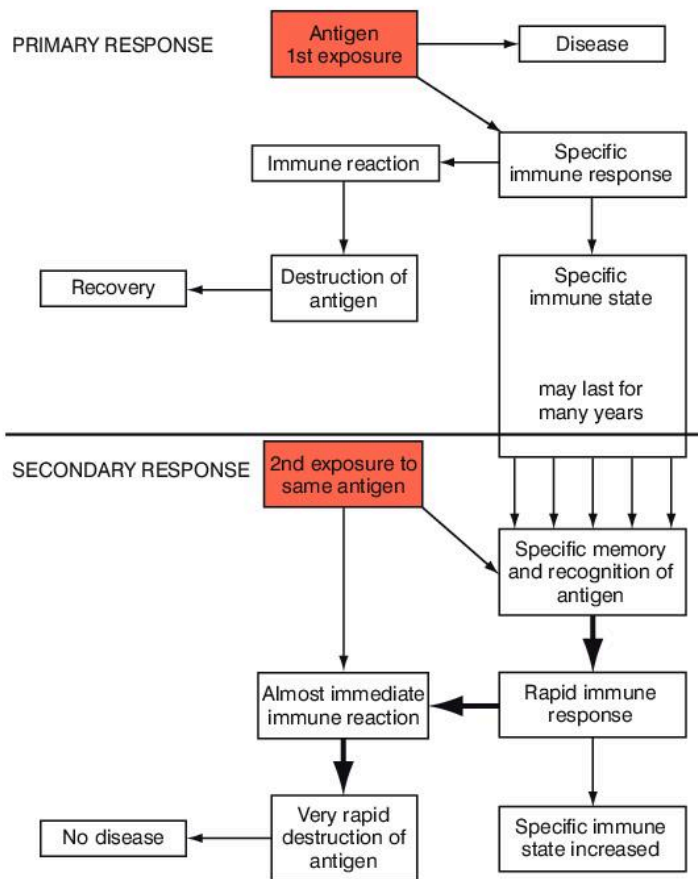 PRIMARY RESPONSE
Antigen
1st exposure
Disease
Immune reaction
Specific
immune response
Recovery
Destruction of
antigen
Specific
immune state
may last for
many years
SECONDARY RESPONSE
2nd exposure to
same antigen
Specific memory
and recognition of
antigen
Almost immediate
immune reaction
Rapid immune
response
No disease
Very rapid
destruction of
antigen
Specific immune
state increased